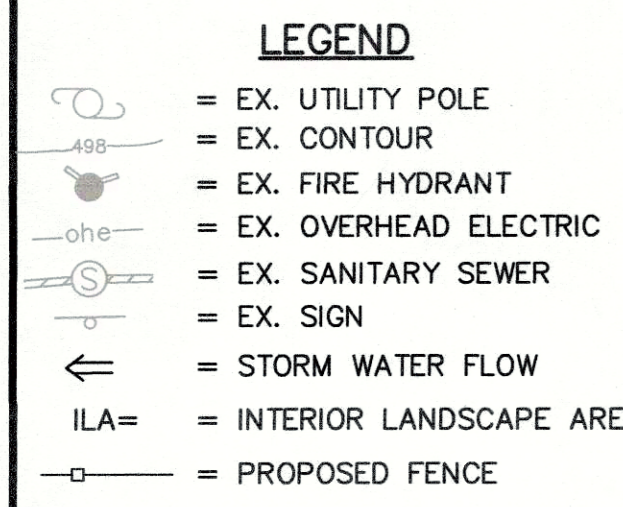 LEGEND
= EX. UTILITY POLE
498 = EX. CONTOUR
= EX. FIRE HYDRANT
ohe = EX. OVERHEAD ELECTRIC
S = EX. SANITARY SEWER
= EX. SIGN
= STORM WATER FLOW
ILA= = INTERIOR LANDSCAPE ARE
= PROPOSED FENCE